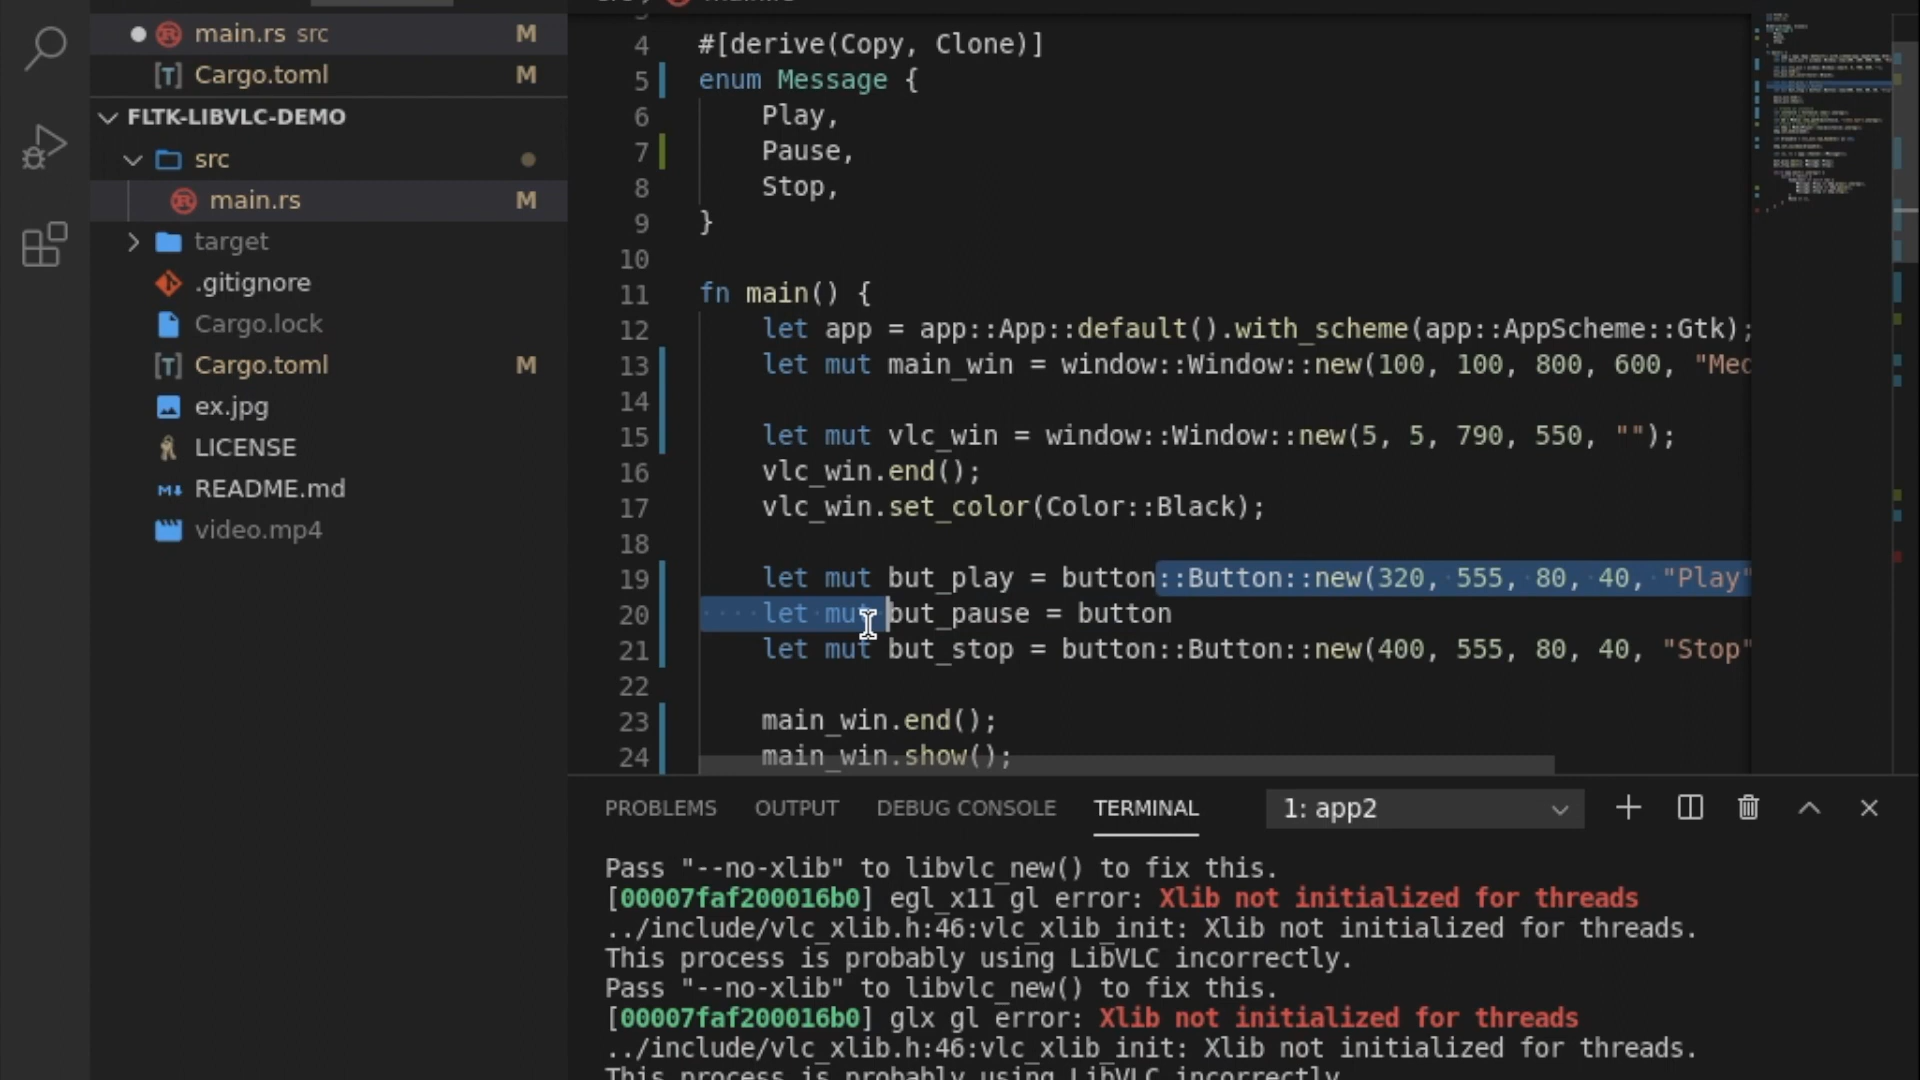 main.rs src M
Cargo.toml M
FLTK-LIBVLC-DEMO
src
main.rs M
target
.gitignore
Cargo.lock
Cargo.toml M
ex.jpg
LICENSE
README.md
video.mp4
4 #[derive(Copy, Clone)]
5 enum Message {
6 Play,
7 Pause,
8 Stop,
9 }
10
11 fn main() {
12 let app = app::App::default().with_scheme(app::AppScheme::Gtk);
13 let mut main_win = window::Window::new(100, 100, 800, 600, "Med
14
15 let mut vlc_win = window::Window::new(5, 5, 790, 550, "");
16 vlc_win.end();
17 vlc_win.set_color(Color::Black);
18
19 let mut but_play = button::Button::new(320, 555, 80, 40, "Play"
20 let mut but_pause = button
21 let mut but_stop = button::Button::new(400, 555, 80, 40, "Stop"
22
23 main_win.end();
24 main_win.show();
PROBLEMS OUTPUT DEBUG CONSOLE TERMINAL 1: app2
Pass "--no-xlib" to libvlc_new() to fix this.
[00007faf200016b0] egl_x11 gl error: Xlib not initialized for threads
../include/vlc_xlib.h:46:vlc_xlib_init: Xlib not initialized for threads.
This process is probably using LibVLC incorrectly.
Pass "--no-xlib" to libvlc_new() to fix this.
[00007faf200016b0] glx gl error: Xlib not initialized for threads
../include/vlc_xlib.h:46:vlc_xlib_init: Xlib not initialized for threads.
This process is probably using LibVLC incorrectly.